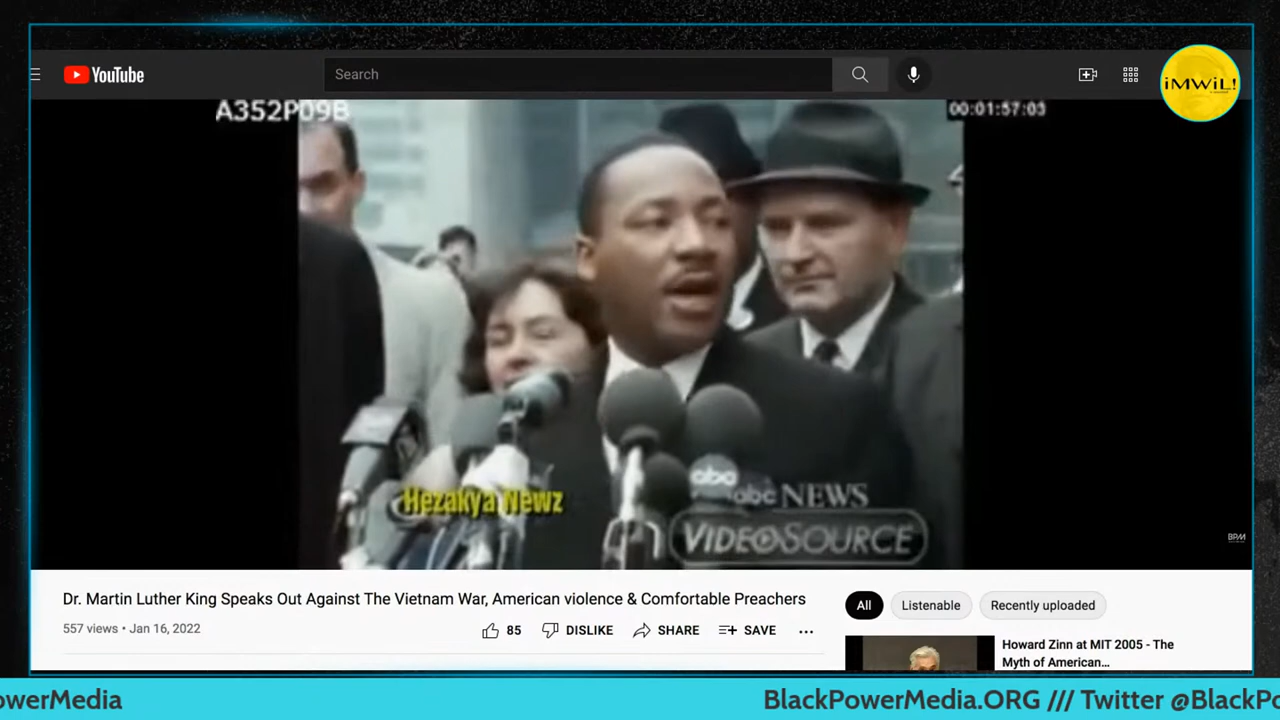 YouTube
Search
iMWiL!
A352P09B
00:01:57:03
Hezakya Newz
abc
abc NEWS
VIDEOSOURCE
BPM
Dr. Martin Luther King Speaks Out Against The Vietnam War, American violence & Comfortable Preachers
557 views • Jan 16, 2022
85
DISLIKE
SHARE
SAVE
All
Listenable
Recently uploaded
Howard Zinn at MIT 2005 - The
Myth of American...
owerMedia
BlackPowerMedia.ORG /// Twitter @BlackPo